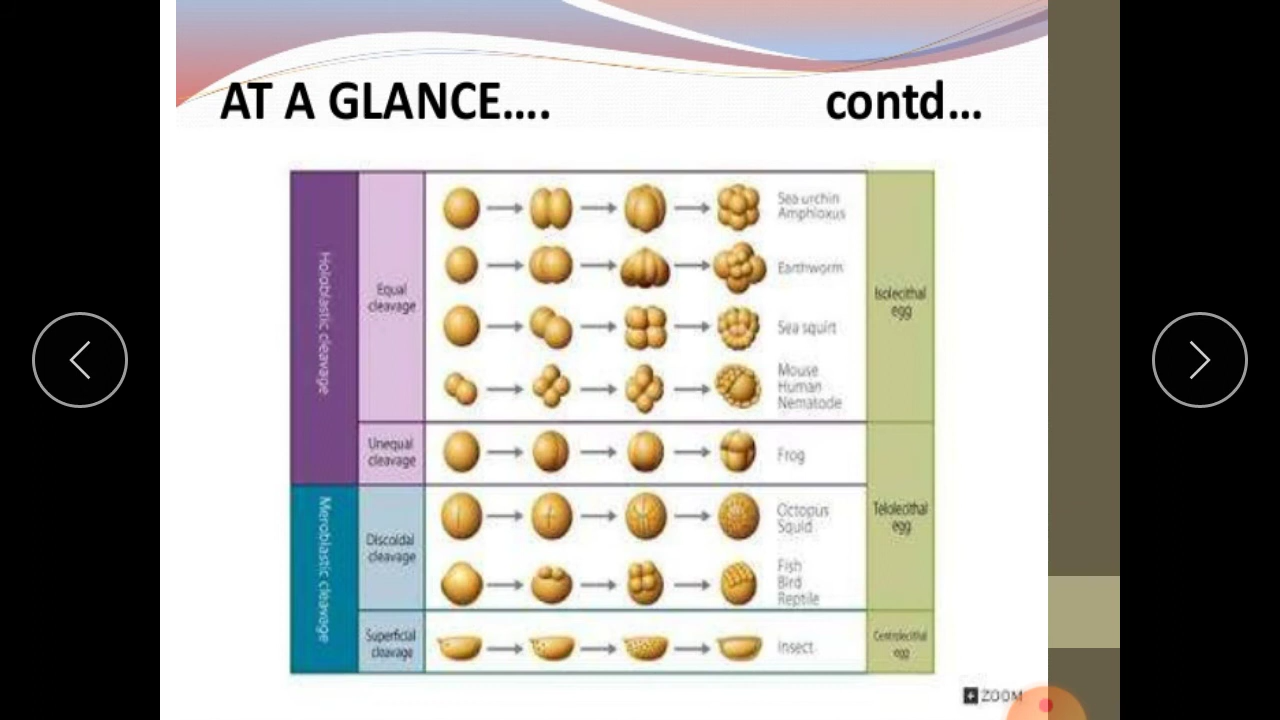 AT A GLANCE.... contd...
Holoblastic cleavage
Equal
cleavage
Sea urchin
Amphioxus
Earthworm
Sea squirt
Mouse
Human
Nematode
Isolecithal
egg
Unequal
cleavage
Frog
Meroblastic cleavage
Discoidal
cleavage
Octopus
Squid
Fish
Bird
Reptile
Telolecithal
egg
Superficial
cleavage
Insect
Centrolecithal
egg
ZOOM